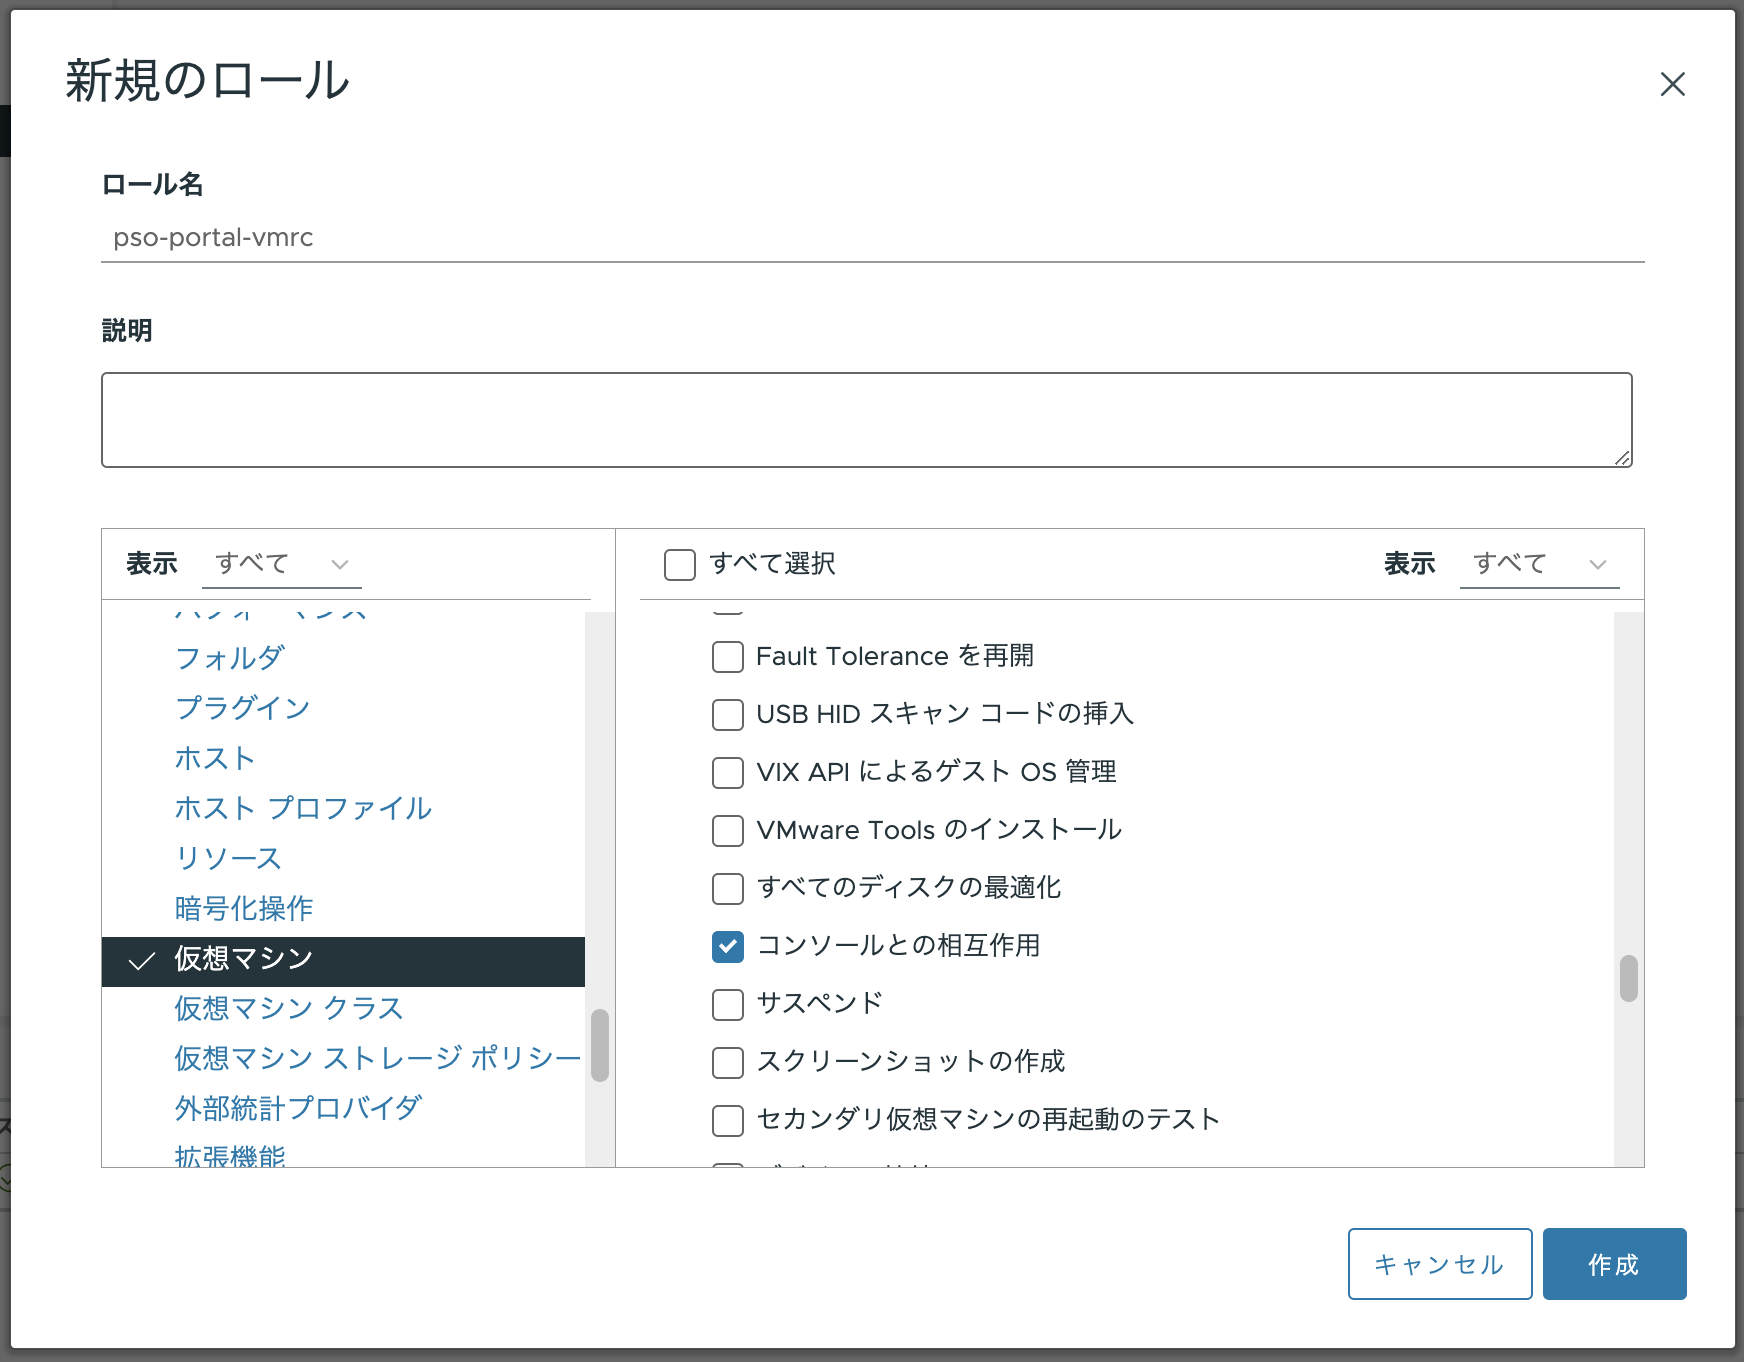 新規のロール
ロール名
pso-portal-vmrc
説明
表示 すべて
すべて選択
表示 すべて
フォルダ
プラグイン
ホスト
ホスト プロファイル
リソース
暗号化操作
仮想マシン
仮想マシン クラス
仮想マシン ストレージ ポリシー
外部統計プロバイダ
拡張機能
Fault Tolerance を再開
USB HID スキャン コードの挿入
VIX API によるゲスト OS 管理
VMware Tools のインストール
すべてのディスクの最適化
コンソールとの相互作用
サスペンド
スクリーンショットの作成
セカンダリ仮想マシンの再起動のテスト
キャンセル
作成